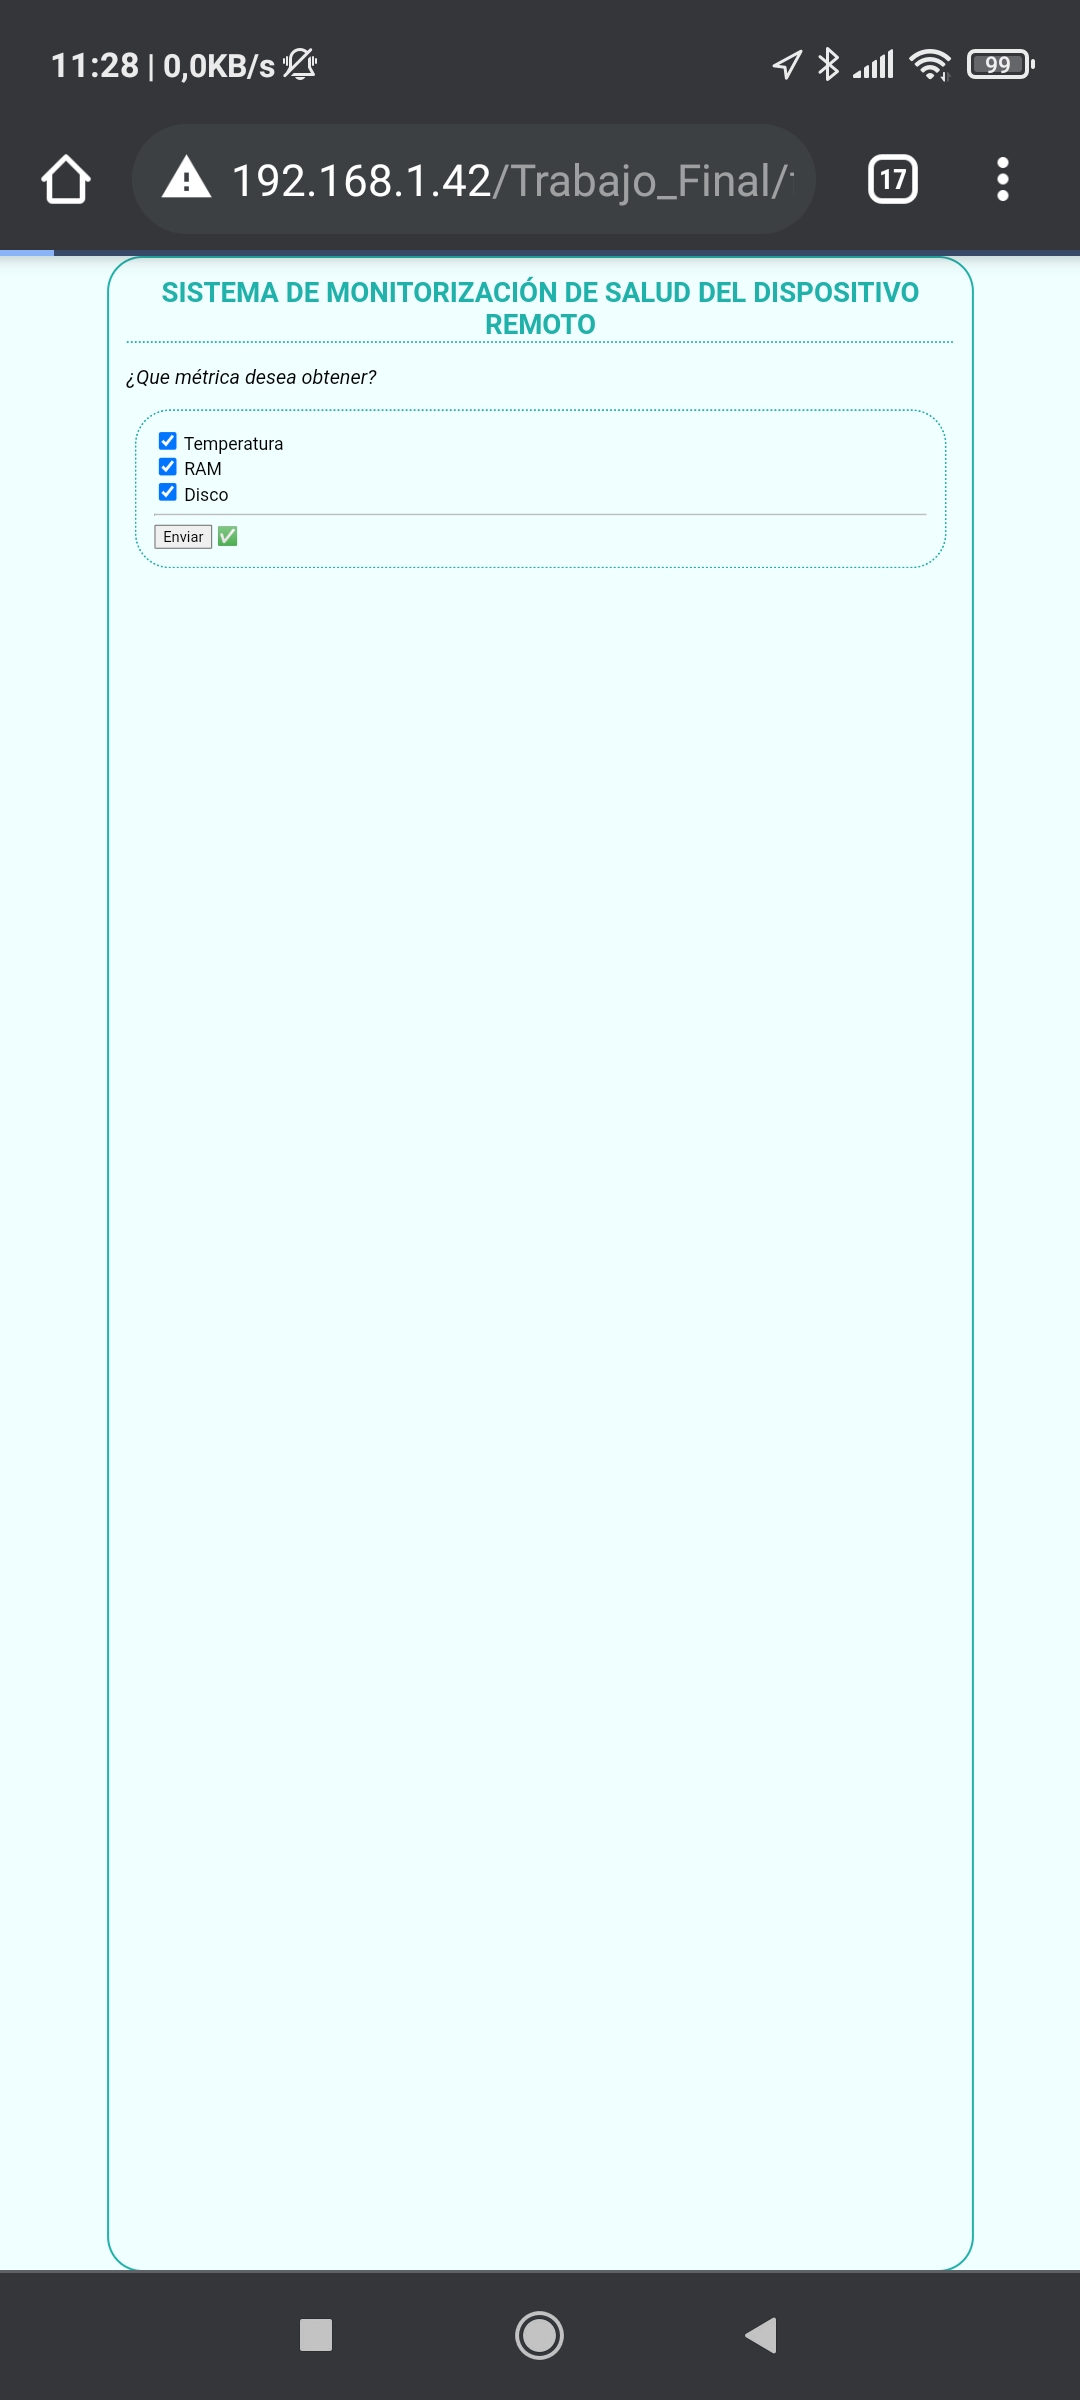 11:28 | 0,0KB/s
99
192.168.1.42/Trabajo_Final/
17
SISTEMA DE MONITORIZACIÓN DE SALUD DEL DISPOSITIVO
REMOTO
¿Que métrica desea obtener?
Temperatura
RAM
Disco
Enviar